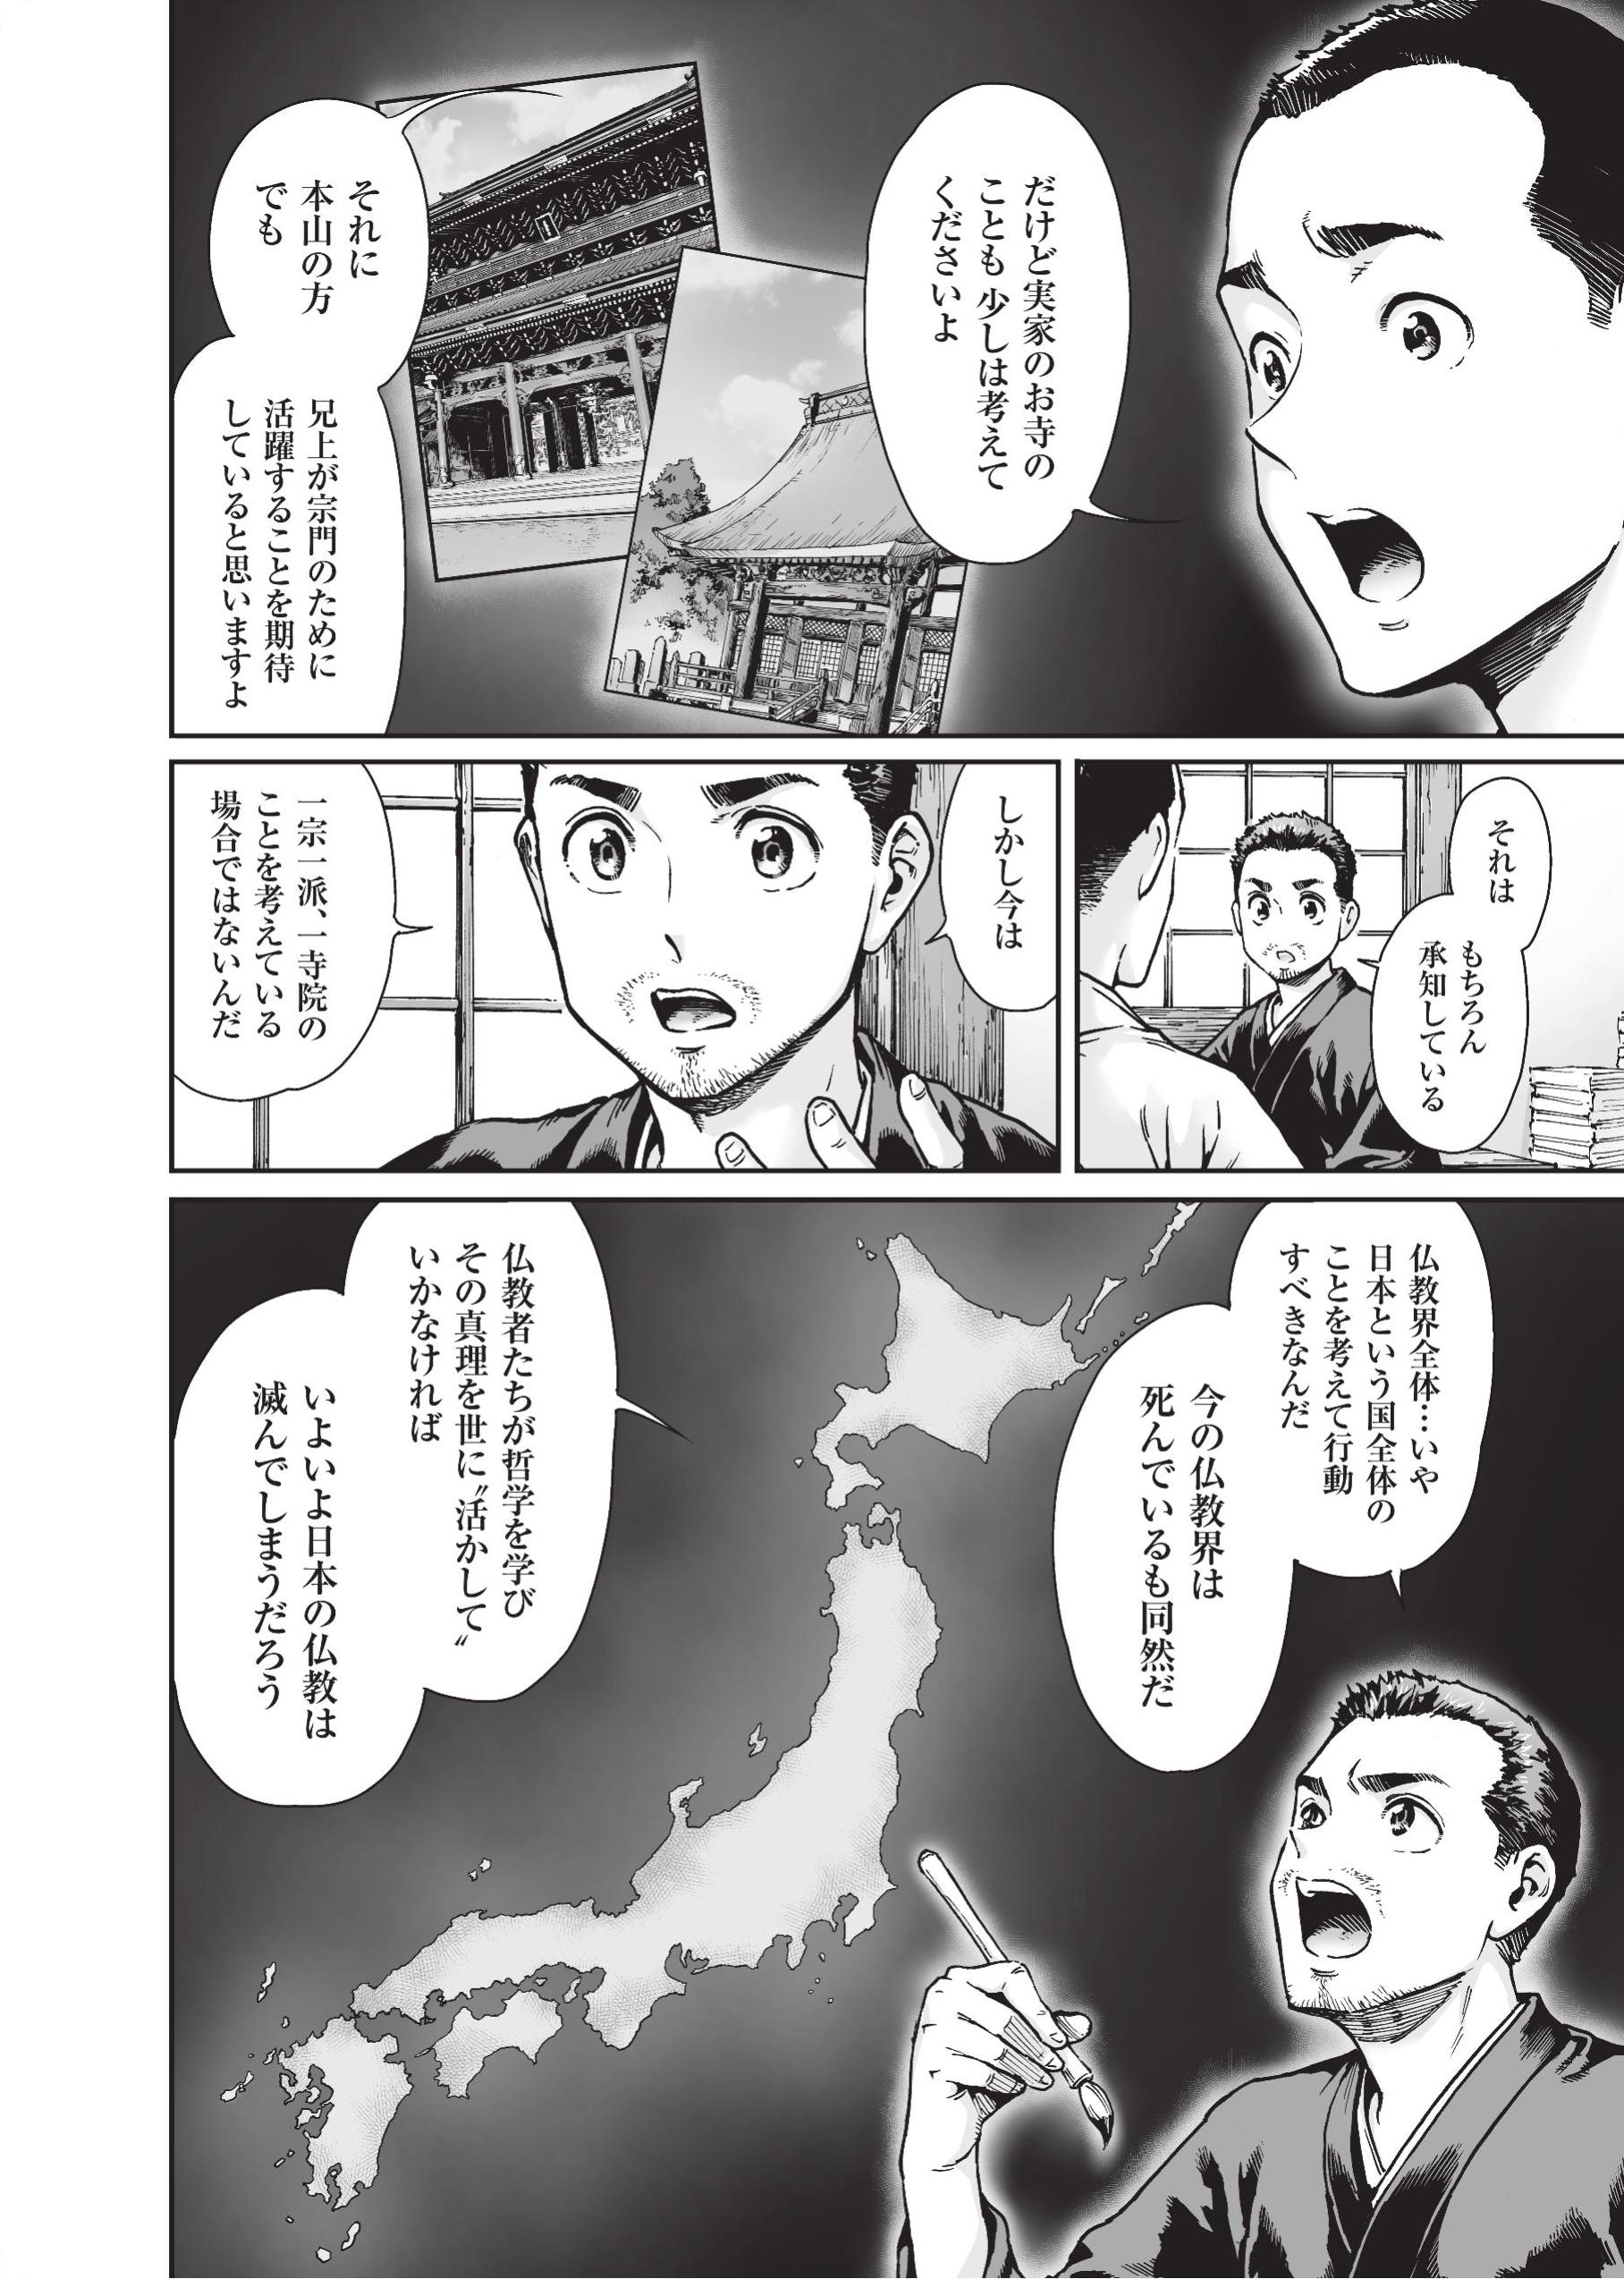 だけど実家のお寺の
ことも少しは考えて
くださいよ
それに
本山の方
でも
兄上が宗門のために
活躍することを期待
していると思いますよ
それは
もちろん
承知している
しかし今は
一宗一派、一寺院の
ことを考えている
場合ではないんだ
仏教界全体…いや
日本という国全体の
ことを考えて行動
すべきなんだ
今の仏教界は
死んでいるも同然だ
仏教者たちが哲学を学び
その真理を世に〝活かして〟
いかなければ
いよいよ日本の仏教は
滅んでしまうだろう